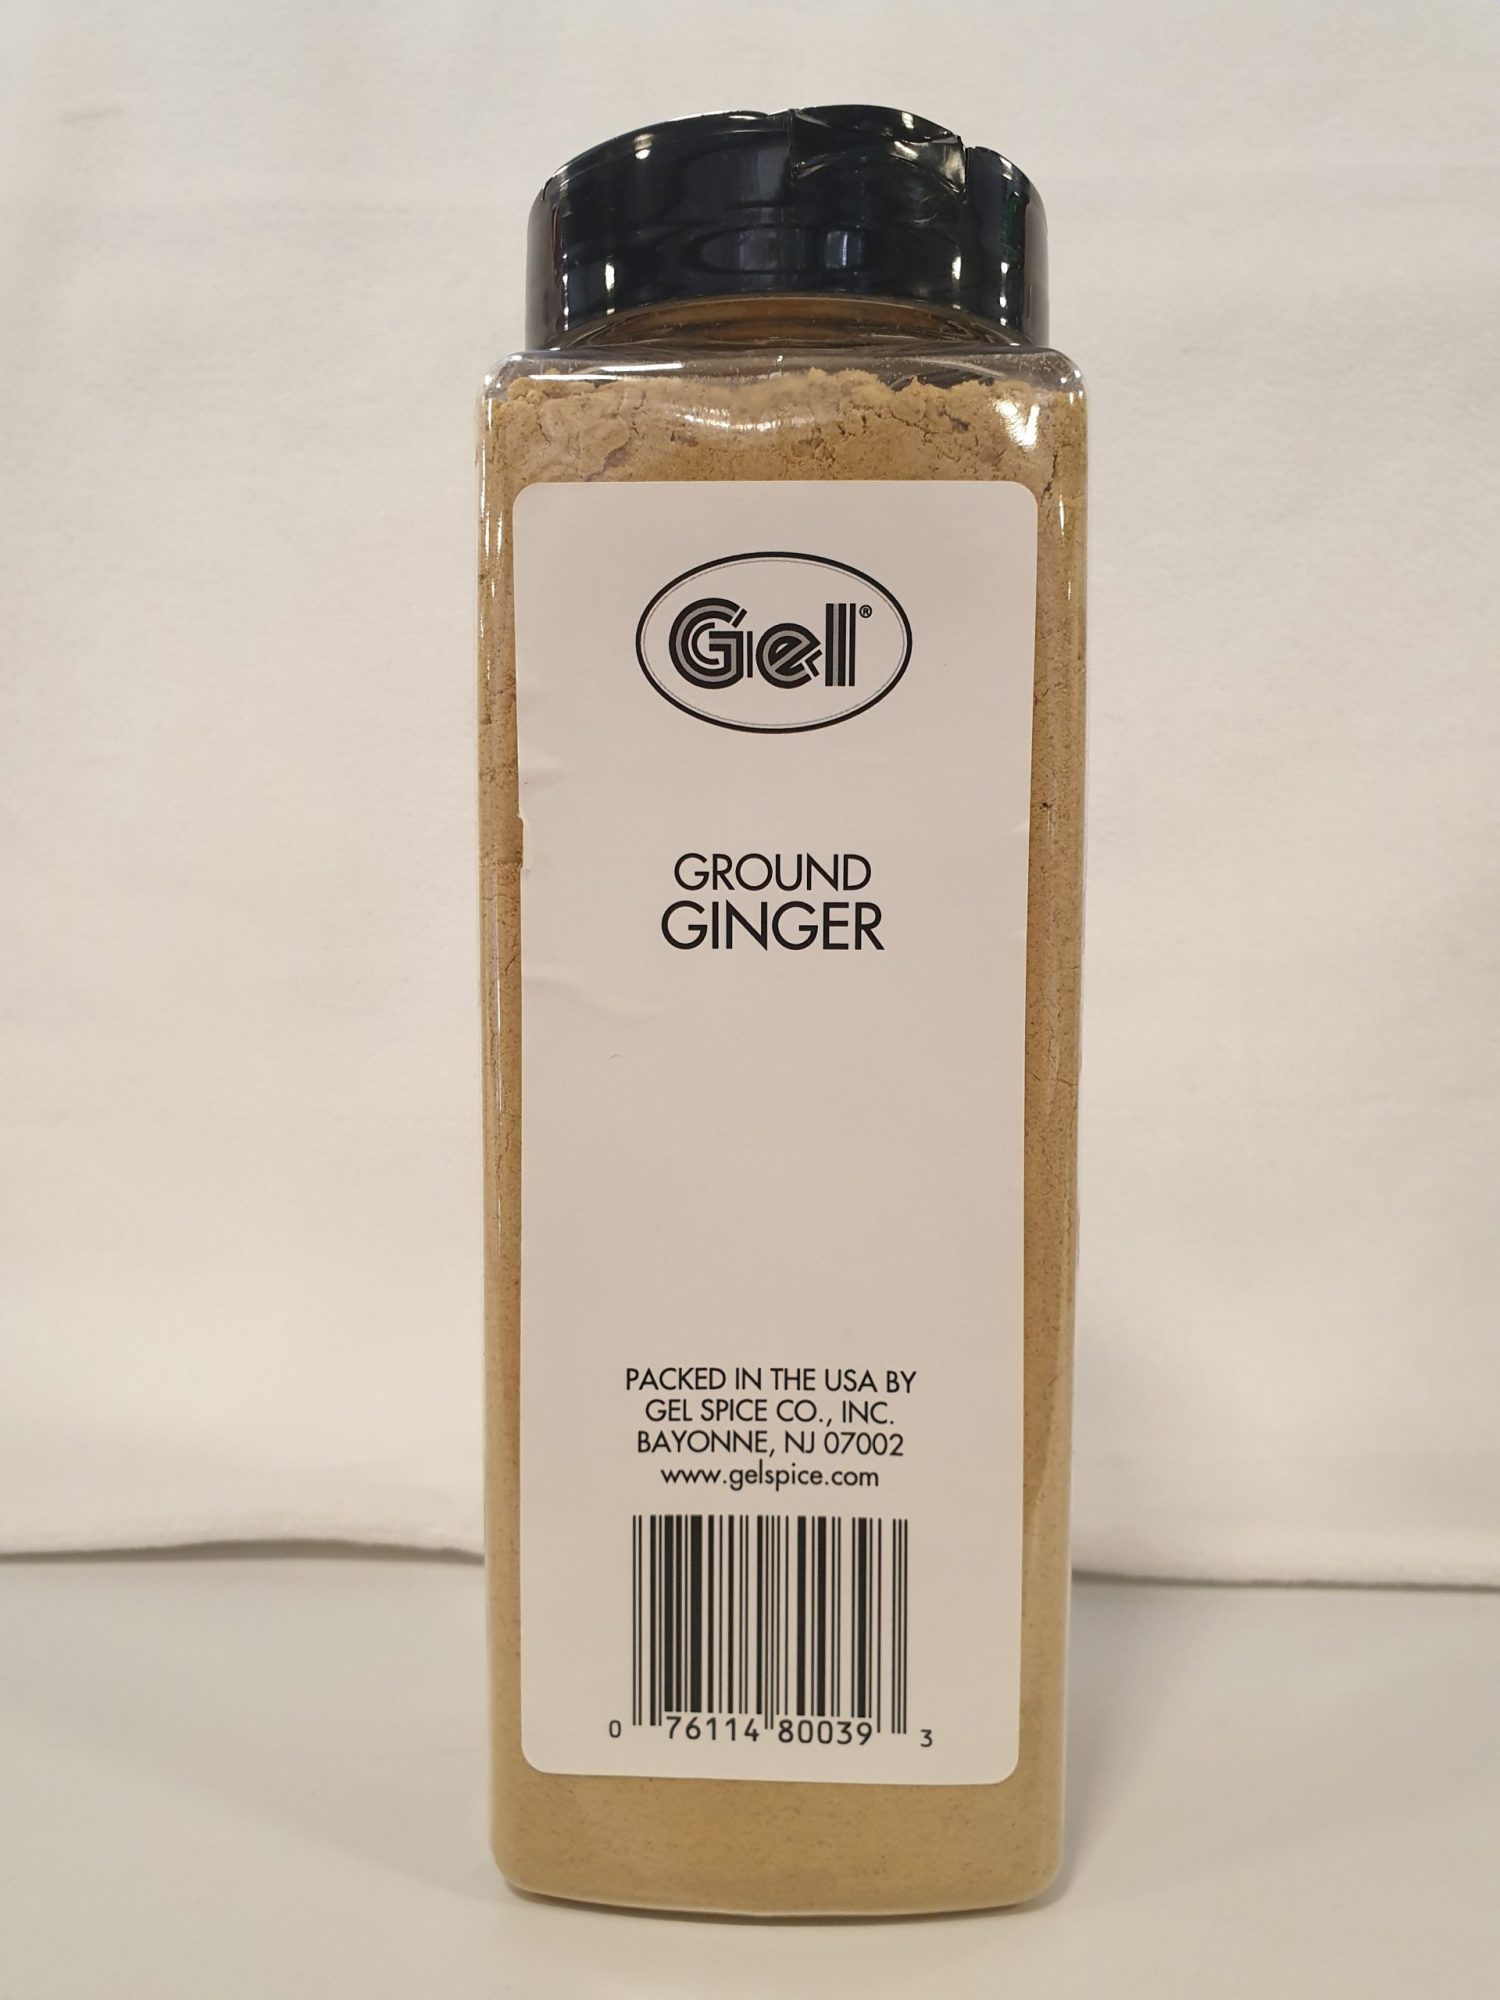 Gel®
GROUND
GINGER
PACKED IN THE USA BY
GEL SPICE CO., INC.
BAYONNE, NJ 07002
www.gelspice.com
0 76114 80039 3